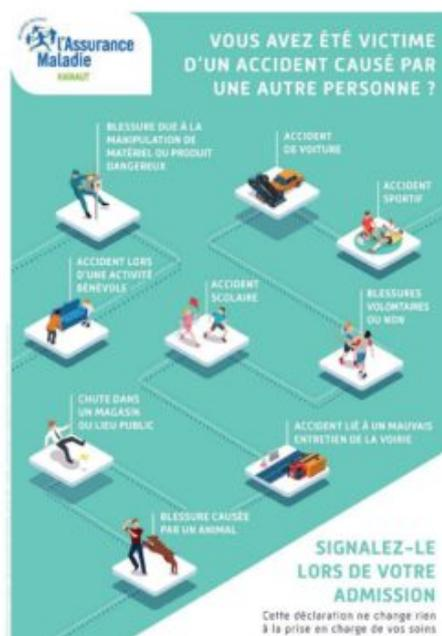 l'Assurance
Maladie
HAINAUT
VOUS AVEZ ÉTÉ VICTIME
D'UN ACCIDENT CAUSÉ PAR
UNE AUTRE PERSONNE ?
BLESSURE DUE À LA
MANIPULATION DE
MATÉRIEL OU PRODUIT
DANGEREUX
ACCIDENT
DE VOITURE
ACCIDENT
SPORTIF
ACCIDENT LORS
D'UNE ACTIVITÉ
BÉNÉVOLE
ACCIDENT
SCOLAIRE
BLESSURES
VOLONTAIRES
OU NON
CHUTE DANS
UN MAGASIN
OU LIEU PUBLIC
ACCIDENT LIÉ À UN MAUVAIS
ENTRETIEN DE LA VOIRIE
BLESSURE CAUSÉE
PAR UN ANIMAL
SIGNALEZ-LE
LORS DE VOTRE
ADMISSION
Cette déclaration ne change rien
à la prise en charge de vos soins